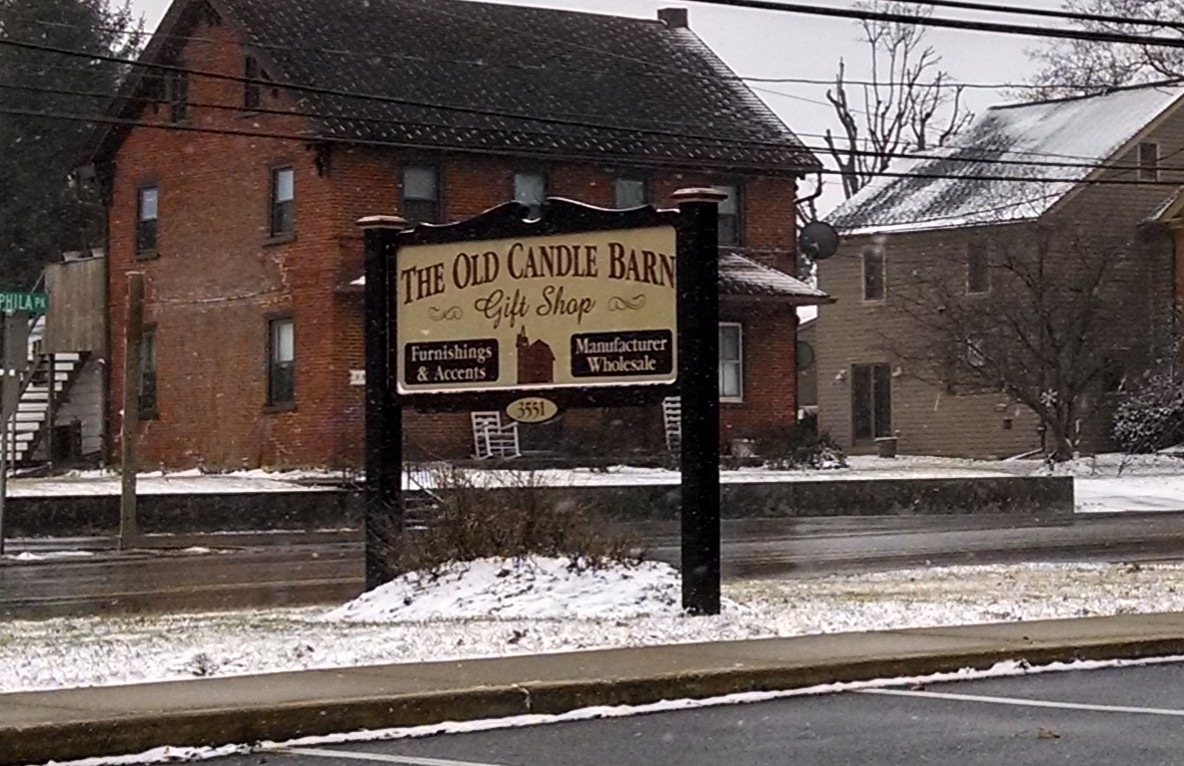 PHILA PK
THE OLD CANDLE BARN
Gift Shop
Furnishings
& Accents
Manufacturer
Wholesale
3551